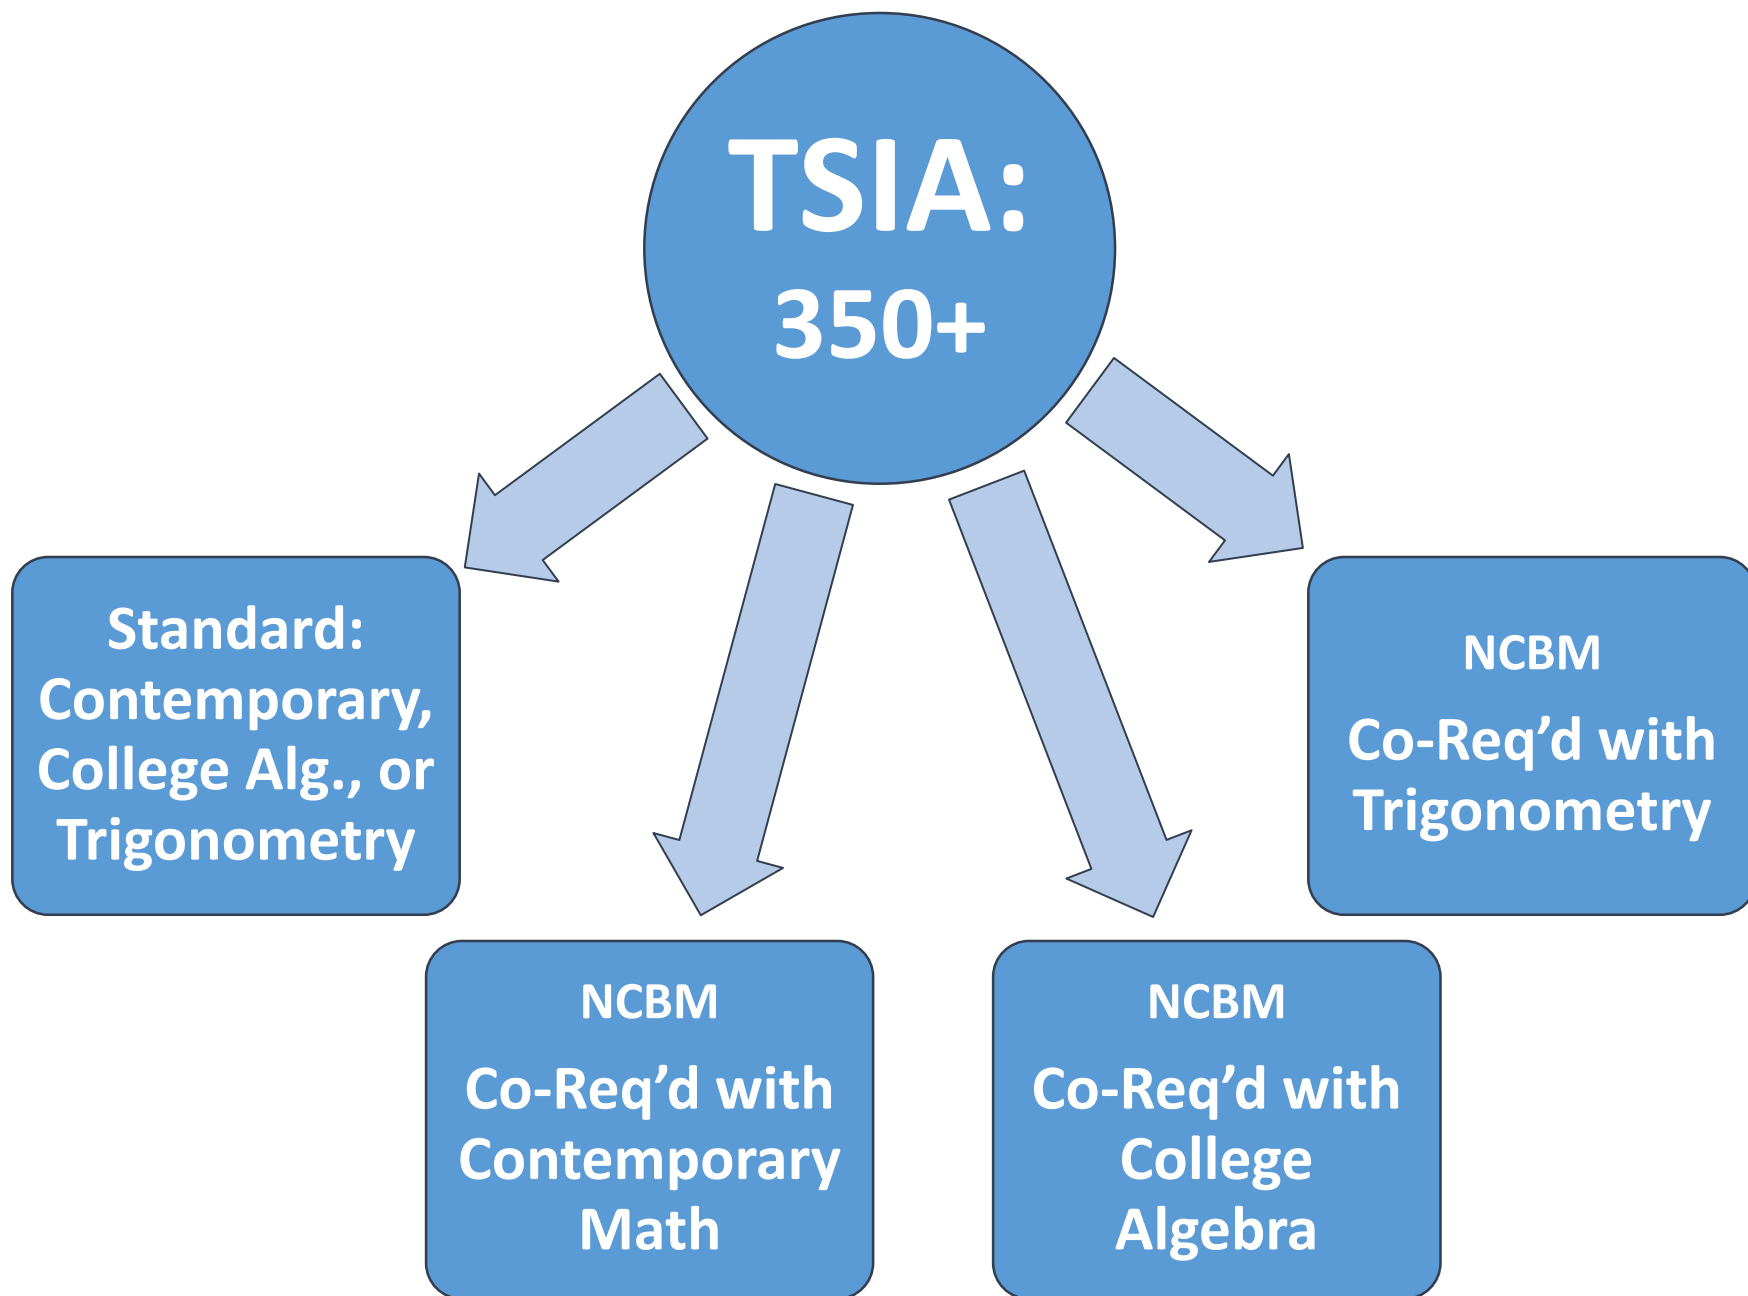 TSIA:
350+
Standard:
Contemporary,
College Alg., or
Trigonometry
NCBM
Co-Req’d with
Contemporary
Math
NCBM
Co-Req’d with
College
Algebra
NCBM
Co-Req’d with
Trigonometry